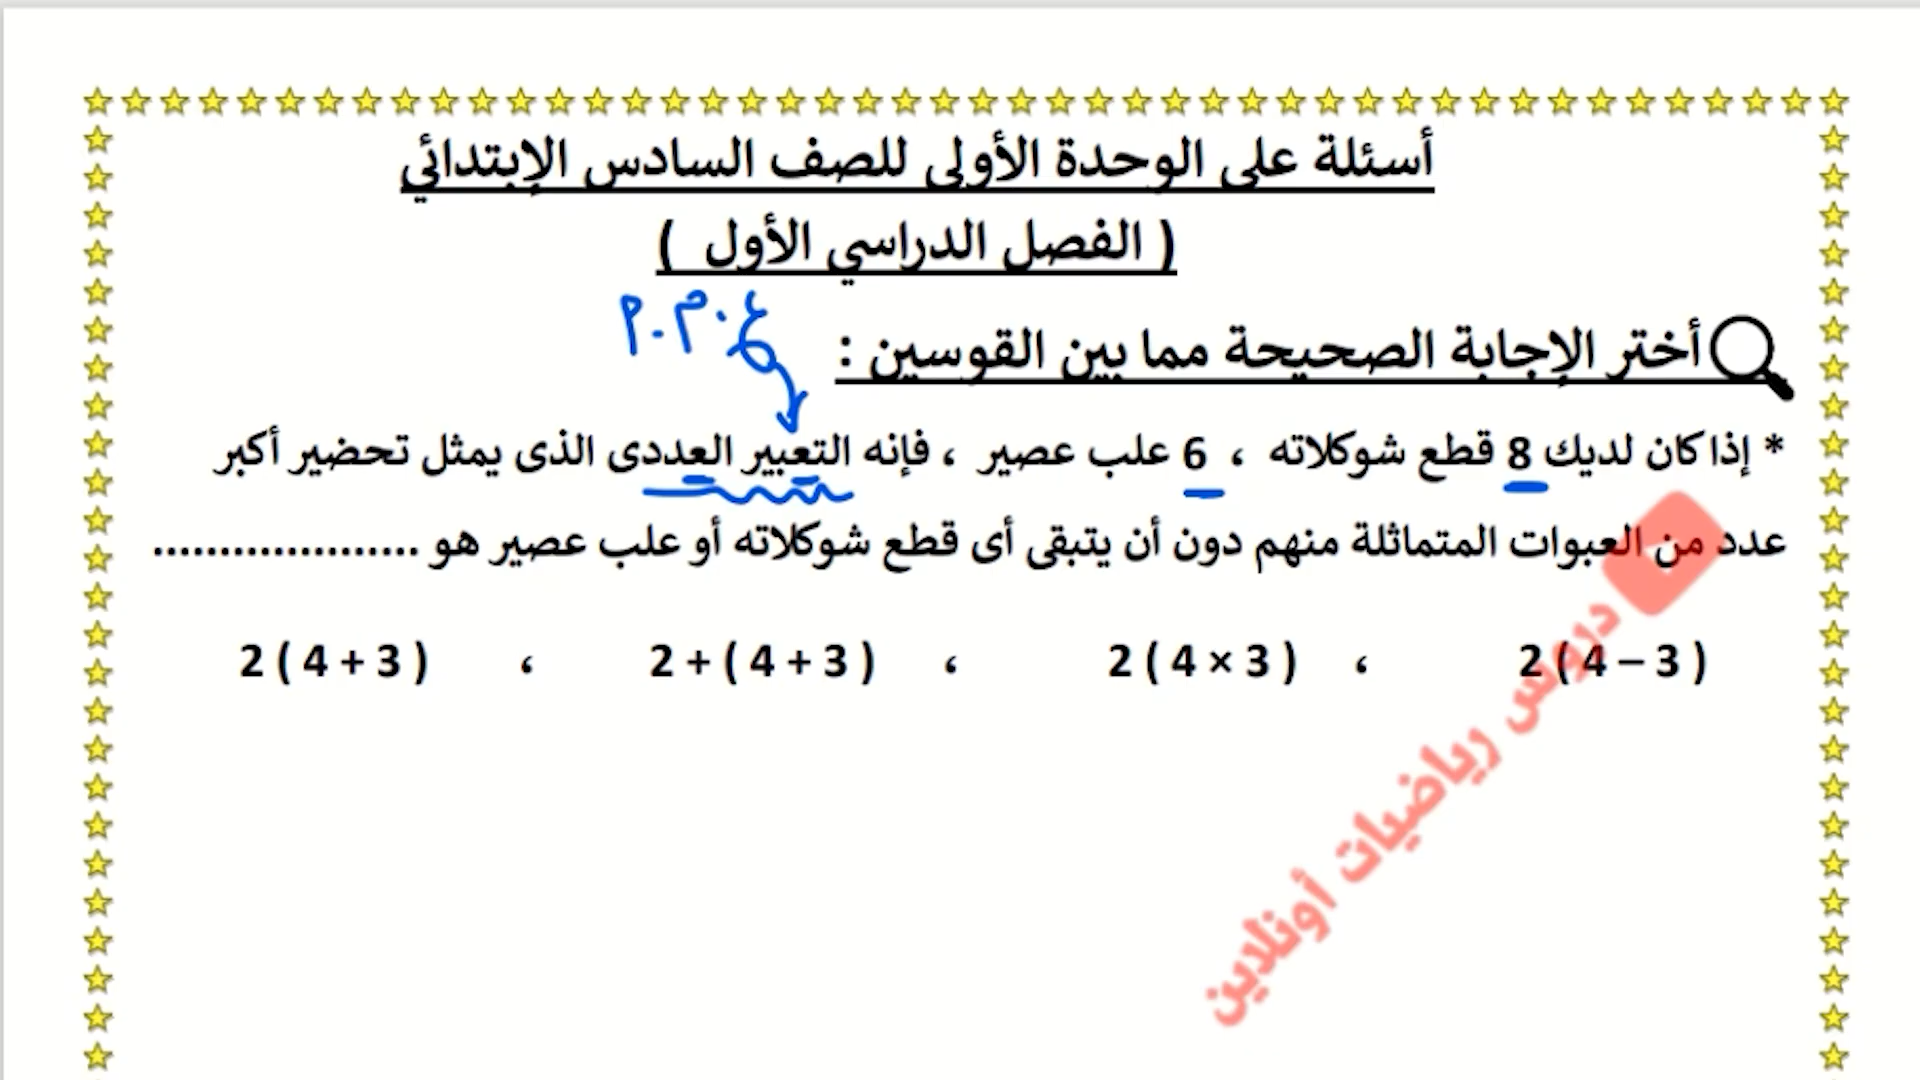 أسئلة على الوحدة الأولى للصف السادس الإبتدائي
( الفصل الدراسي الأول )
ع.م.م
أختر الإجابة الصحيحة مما بين القوسين :
* إذا كان لديك 8 قطع شوكلاته ، 6 علب عصير ، فإنه التعبير العددى الذى يمثل تحضير أكبر
عدد من العبوات المتماثلة منهم دون أن يتبقى أى قطع شوكلاته أو علب عصير هو ....................
2 ( 4 – 3 ) ، 2 ( 4 × 3 ) ، 2 + ( 4 + 3 ) ، 2 ( 4 + 3 )
دروس رياضيات أونلاين